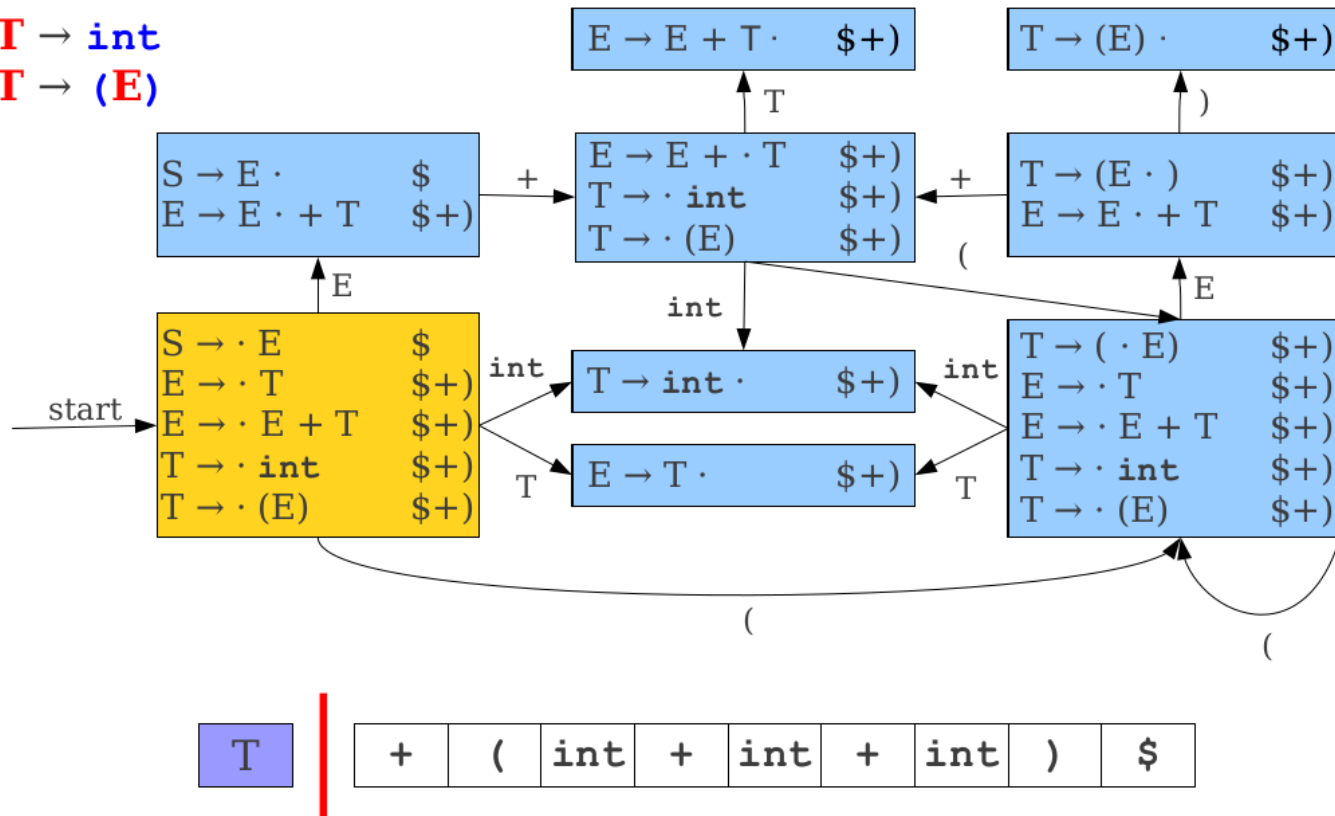 T → int
T → (E)
E → E + T · $+)
T → (E) · $+)
T
)
S → E · $
E → E · + T $+)
+
E → E + · T $+)
T → · int $+)
T → · (E) $+)
+
T → (E · ) $+)
E → E · + T $+)
E
(
int
E
start
S → · E $
E → · T $+)
E → · E + T $+)
T → · int $+)
T → · (E) $+)
int
T → int · $+)
int
T
E → T · $+)
T
T → ( · E) $+)
E → · T $+)
E → · E + T $+)
T → · int $+)
T → · (E) $+)
(
(
T + ( int + int + int ) $